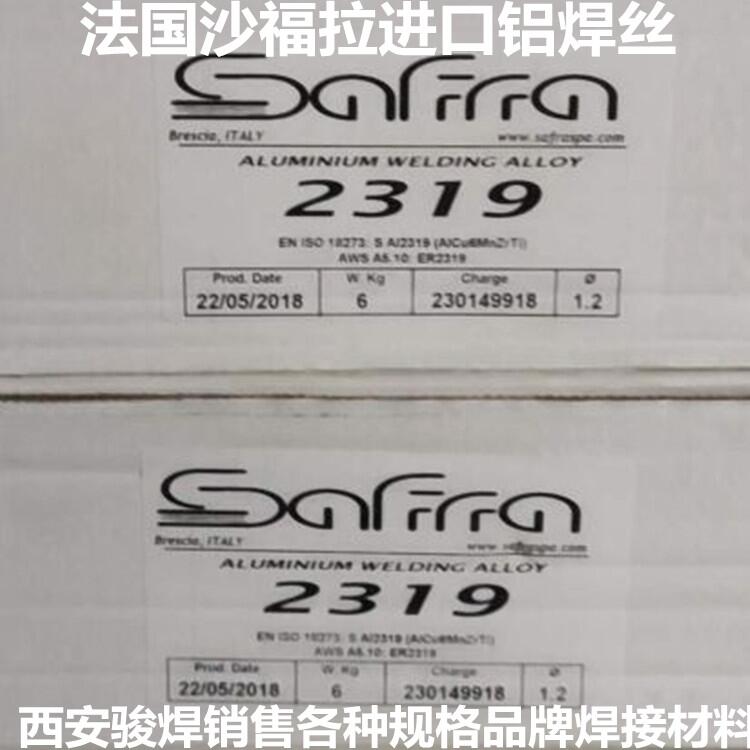 法国沙福拉进口铝焊丝
Safra
Brescia, ITALY www.safraspa.com
ALUMINIUM WELDING ALLOY
2319
EN ISO 18273: S Al2319 (AlCu6MnZrTi)
AWS A5.10: ER2319
Prod. Date W. Kg Charge Ø
22/05/2018 6 230149918 1.2
Safra
Brescia, ITALY www.safraspa.com
ALUMINIUM WELDING ALLOY
2319
EN ISO 18273: S Al2319 (AlCu6MnZrTi)
AWS A5.10: ER2319
Prod. Date W. Kg Charge Ø
22/05/2018 6 230149918 1.2
西安骏焊销售各种规格品牌焊接材料